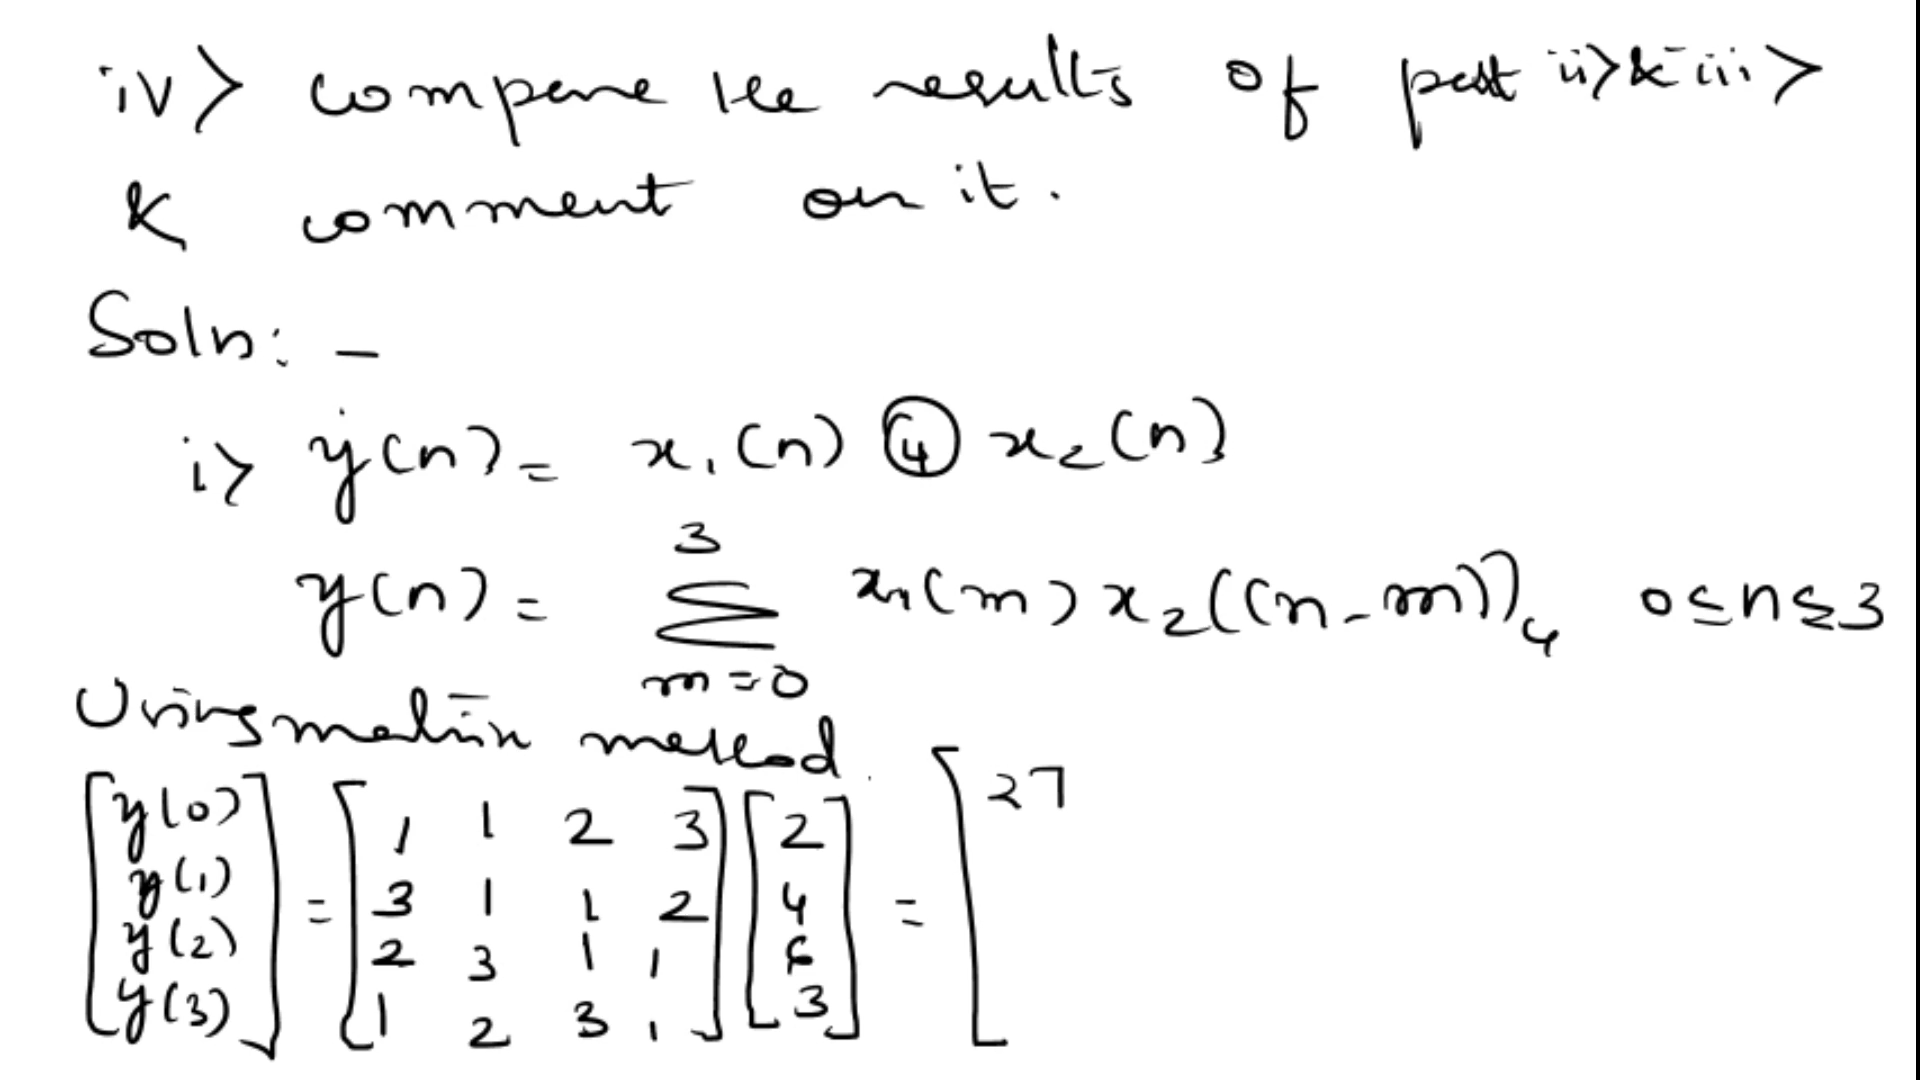 iv> compare the results of part ii> & iii>
& comment on it.
Soln: -
i> y(n) = x₁(n) ④ x₂(n)
y(n) = 3 Σ m=0 x₁(m) x₂((n-m))₄ 0≤n≤3
Using matrix method.
[y(0) y(1) y(2) y(3)] = [1 1 2 3 3 1 1 2 2 3 1 1 1 2 3 1] [2 4 6 3] = [27